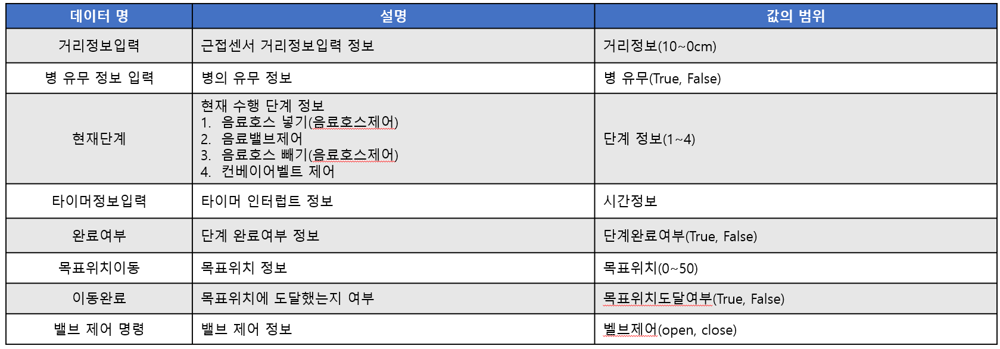 데이터 명 설명 값의 범위
거리정보입력 근접센서 거리정보입력 정보 거리정보(10~0cm)
병 유무 정보 입력 병의 유무 정보 병 유무(True, False)
현재단계 현재 수행 단계 정보
1. 음료호스 넣기(음료호스제어)
2. 음료밸브제어
3. 음료호스 빼기(음료호스제어)
4. 컨베이어벨트 제어
단계 정보(1~4)
타이머정보입력 타이머 인터럽트 정보 시간정보
완료여부 단계 완료여부 정보 단계완료여부(True, False)
목표위치이동 목표위치 정보 목표위치(0~50)
이동완료 목표위치에 도달했는지 여부 목표위치도달여부(True, False)
밸브 제어 명령 밸브 제어 정보 벨브제어(open, close)